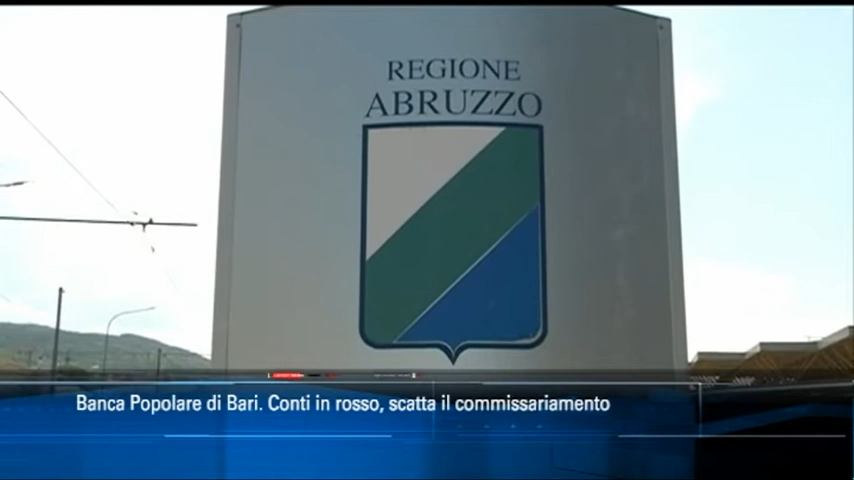 REGIONE
ABRUZZO
Banca Popolare di Bari. Conti in rosso, scatta il commissariamento